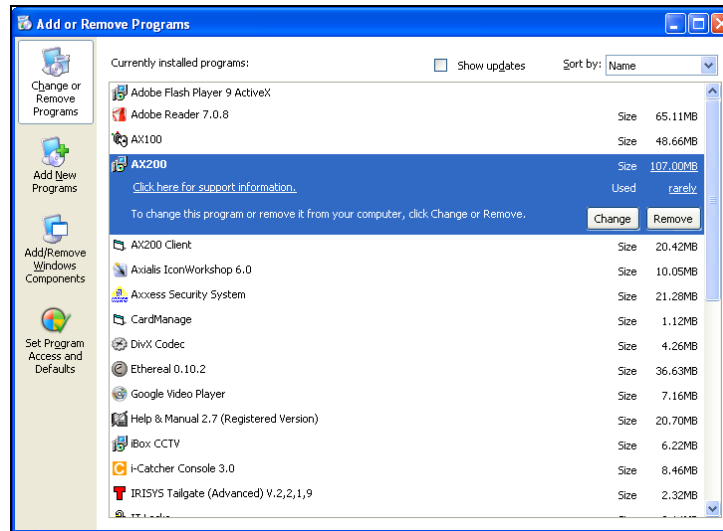 Add or Remove Programs
Change or
Remove
Programs
Add New
Programs
Add/Remove
Windows
Components
Set Program
Access and
Defaults
Currently installed programs:
Show updates
Sort by: Name
Adobe Flash Player 9 ActiveX
Adobe Reader 7.0.8 Size 65.11MB
AX100 Size 48.66MB
AX200 Size 107.00MB
Click here for support information. Used rarely
To change this program or remove it from your computer, click Change or Remove. Change Remove
AX200 Client Size 20.42MB
Axialis IconWorkshop 6.0 Size 10.05MB
Axxess Security System Size 21.28MB
CardManage Size 1.12MB
DivX Codec Size 4.26MB
Ethereal 0.10.2 Size 36.63MB
Google Video Player Size 7.16MB
Help & Manual 2.7 (Registered Version) Size 20.70MB
iBox CCTV Size 6.22MB
i-Catcher Console 3.0 Size 8.46MB
IRISYS Tailgate (Advanced) V.2,2,1,9 Size 2.32MB